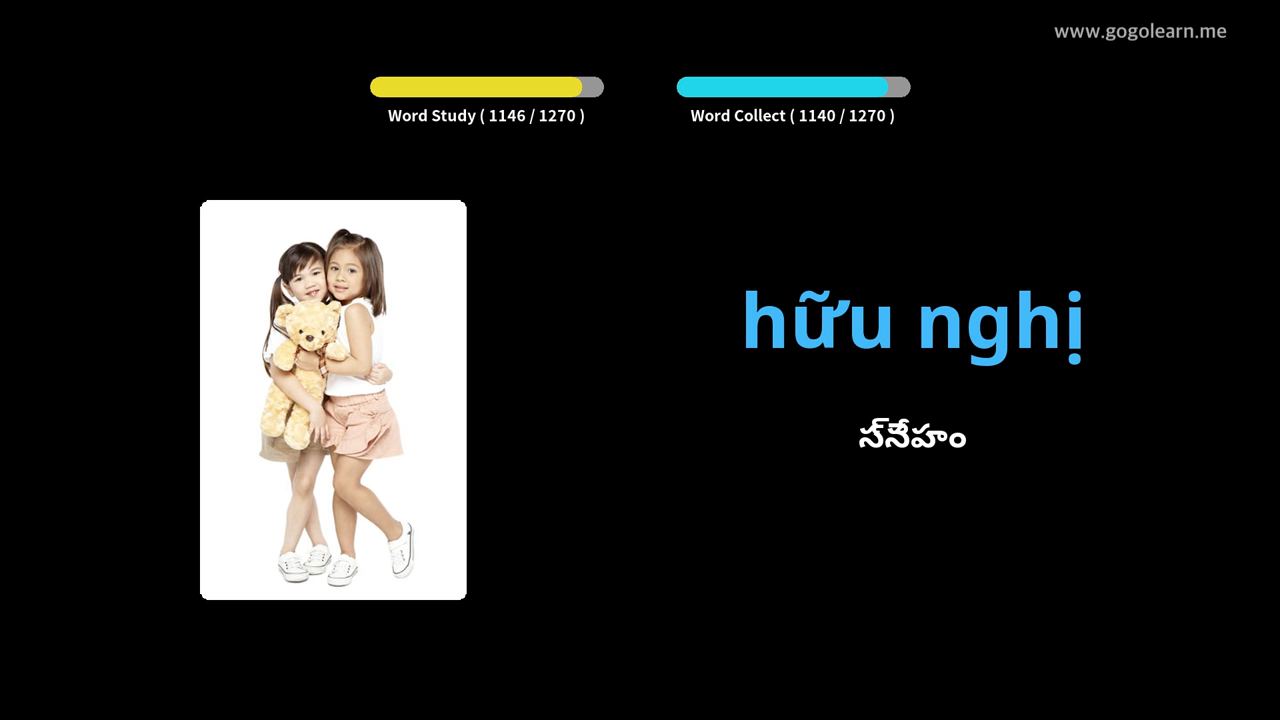 www.gogolearn.me
Word Study ( 1146 / 1270 )
Word Collect ( 1140 / 1270 )
hữu nghị
స్నేహం